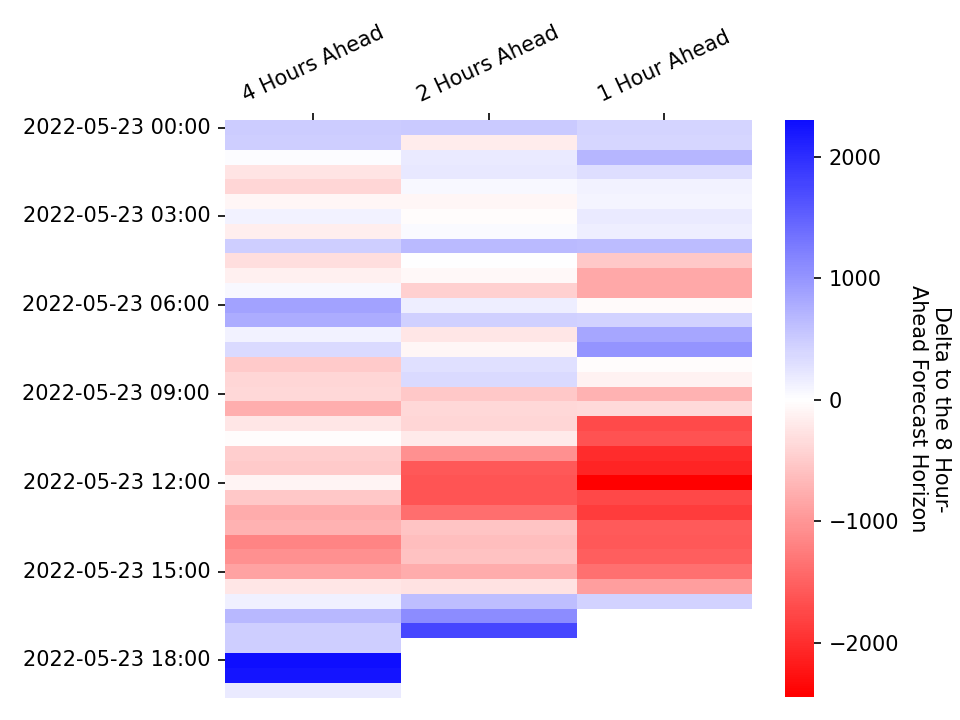 4 Hours Ahead
2 Hours Ahead
1 Hour Ahead
2022-05-23 00:00
2022-05-23 03:00
2022-05-23 06:00
2022-05-23 09:00
2022-05-23 12:00
2022-05-23 15:00
2022-05-23 18:00
2000
1000
0
−1000
−2000
Delta to the 8 Hour-
Ahead Forecast Horizon